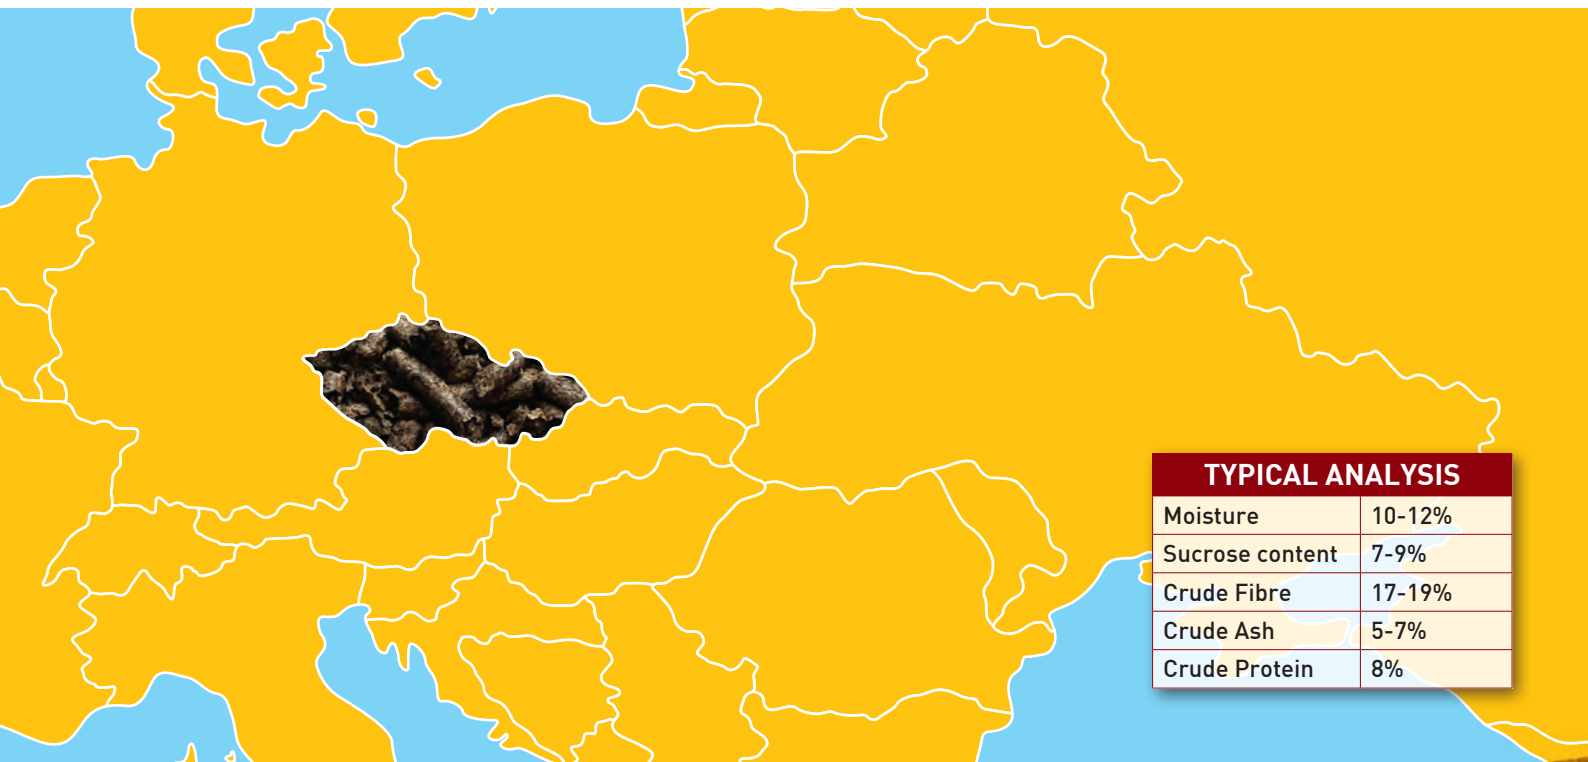 TYPICAL ANALYSIS
Moisture 10-12%
Sucrose content 7-9%
Crude Fibre 17-19%
Crude Ash 5-7%
Crude Protein 8%